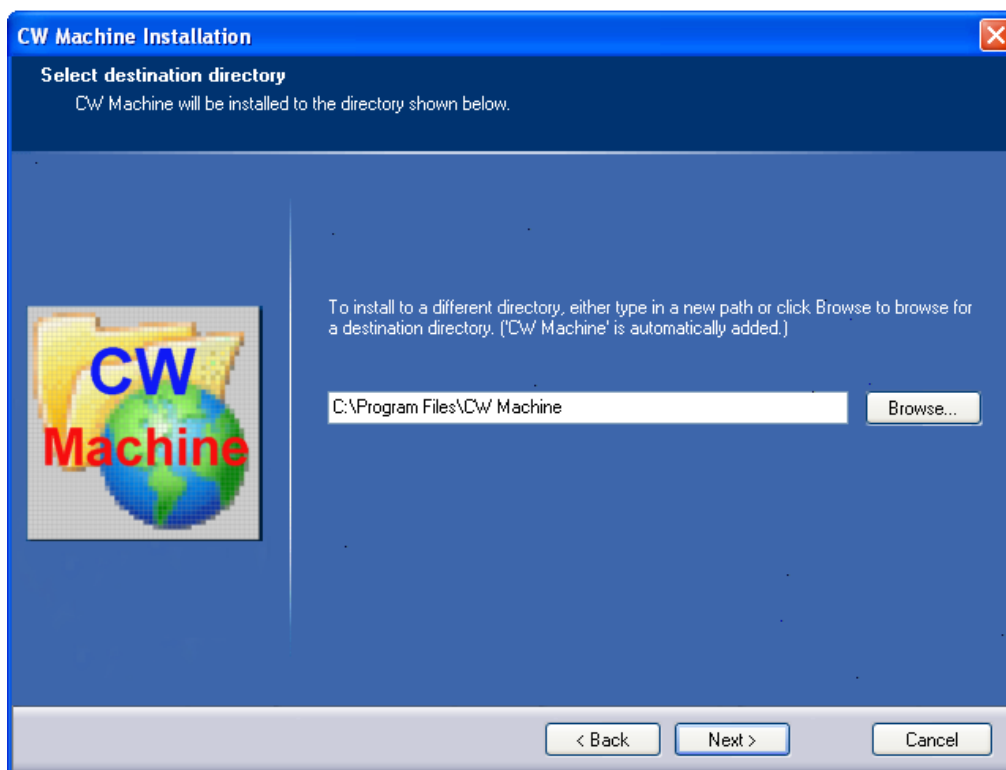 CW Machine Installation
Select destination directory
CW Machine will be installed to the directory shown below.
CW
Machine
To install to a different directory, either type in a new path or click Browse to browse for
a destination directory. ('CW Machine' is automatically added.)
C:\Program Files\CW Machine
Browse...
< Back
Next >
Cancel